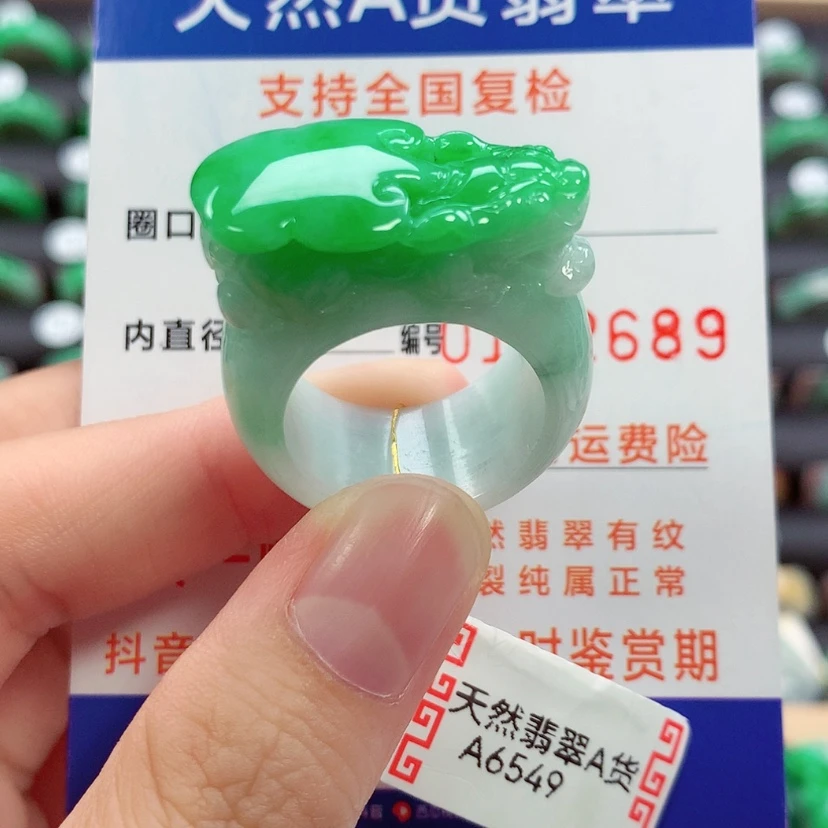 天然A货翡翠
支持全国复检
圈口
内直径
编号
01 2689
运费险
然翡翠有纹
裂纯属正常
抖音 时鉴赏期
天然翡翠A货
A6549